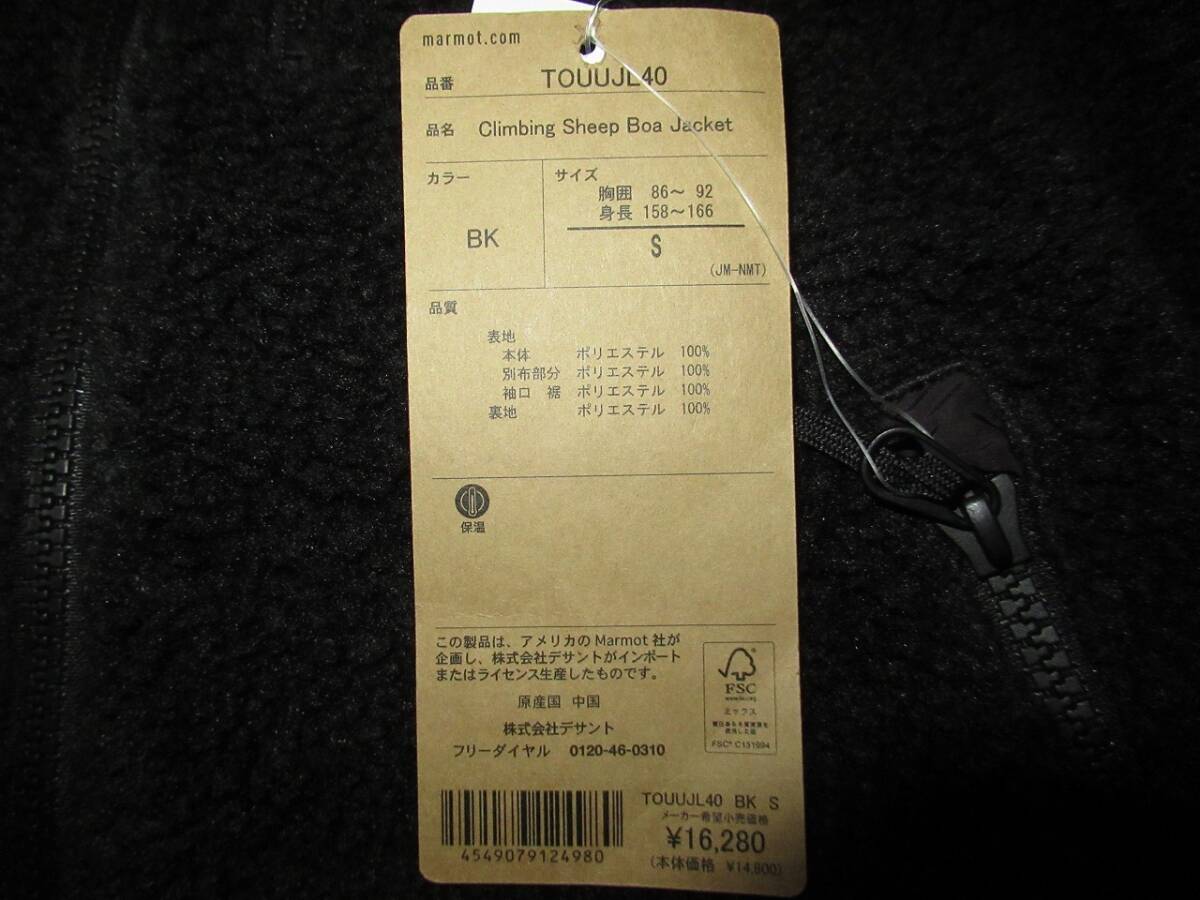 marmot.com
品番 TOUUJL40
品名 Climbing Sheep Boa Jacket
カラー
BK
サイズ
胸囲 86～ 92
身長 158～166
S
(JM-NMT)
品質
表地
本体 ポリエステル 100%
別布部分 ポリエステル 100%
袖口 裾 ポリエステル 100%
裏地 ポリエステル 100%
保温
この製品は、アメリカのMarmot社が
企画し、株式会社デサントがインポート
またはライセンス生産したものです。
原産国 中国
株式会社デサント
フリーダイヤル 0120-46-0310
FSC
www.fsc.org
ミックス
FSC® C131994
TOUUJL40 BK S
メーカー希望小売価格
¥16,280
(本体価格 ¥14,800)
4549079124980